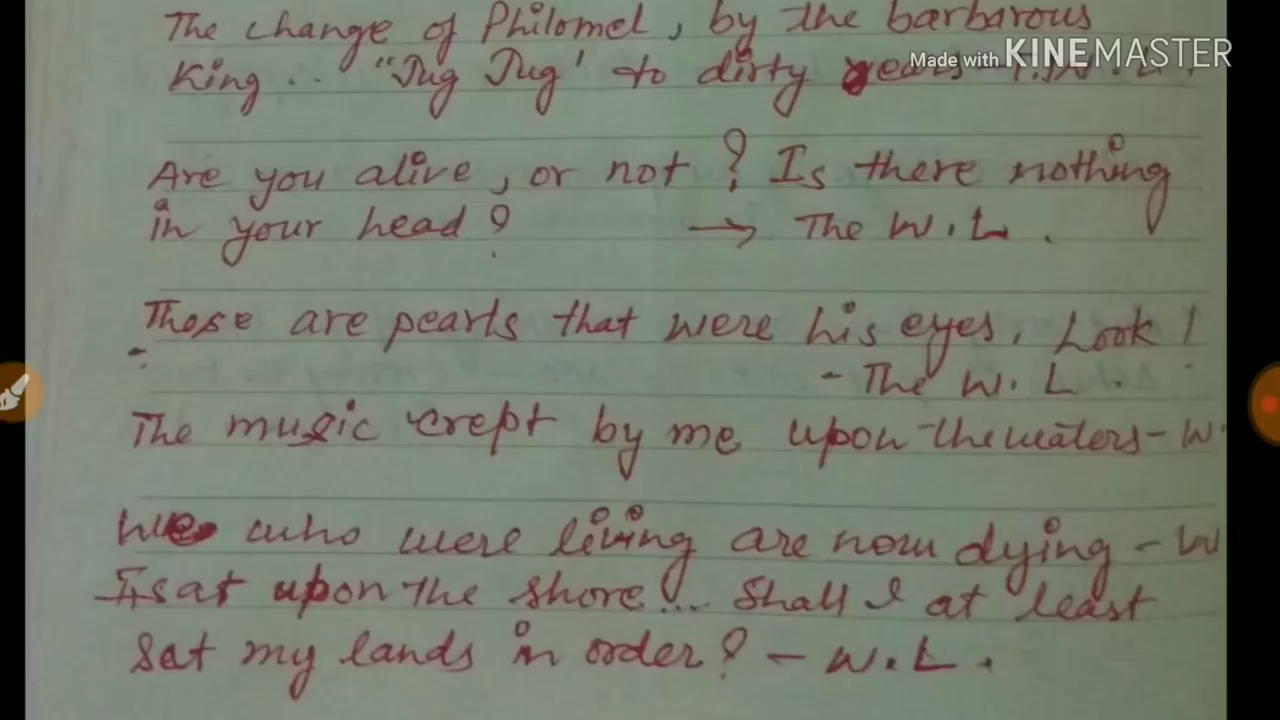 The change of Philomel, by the barbarous
Made with KINEMASTER
King .. "Jug Jug' to dirty
Are you alive, or not ? Is there nothing
in your head ?
→ The W.L.
Those are pearls that were his eyes. Look !
- The W.L.
The music crept by me upon the waters - W.
We who were living are now dying - W
I sat upon the shore... Shall I at least
Set my lands in order ? - W.L.